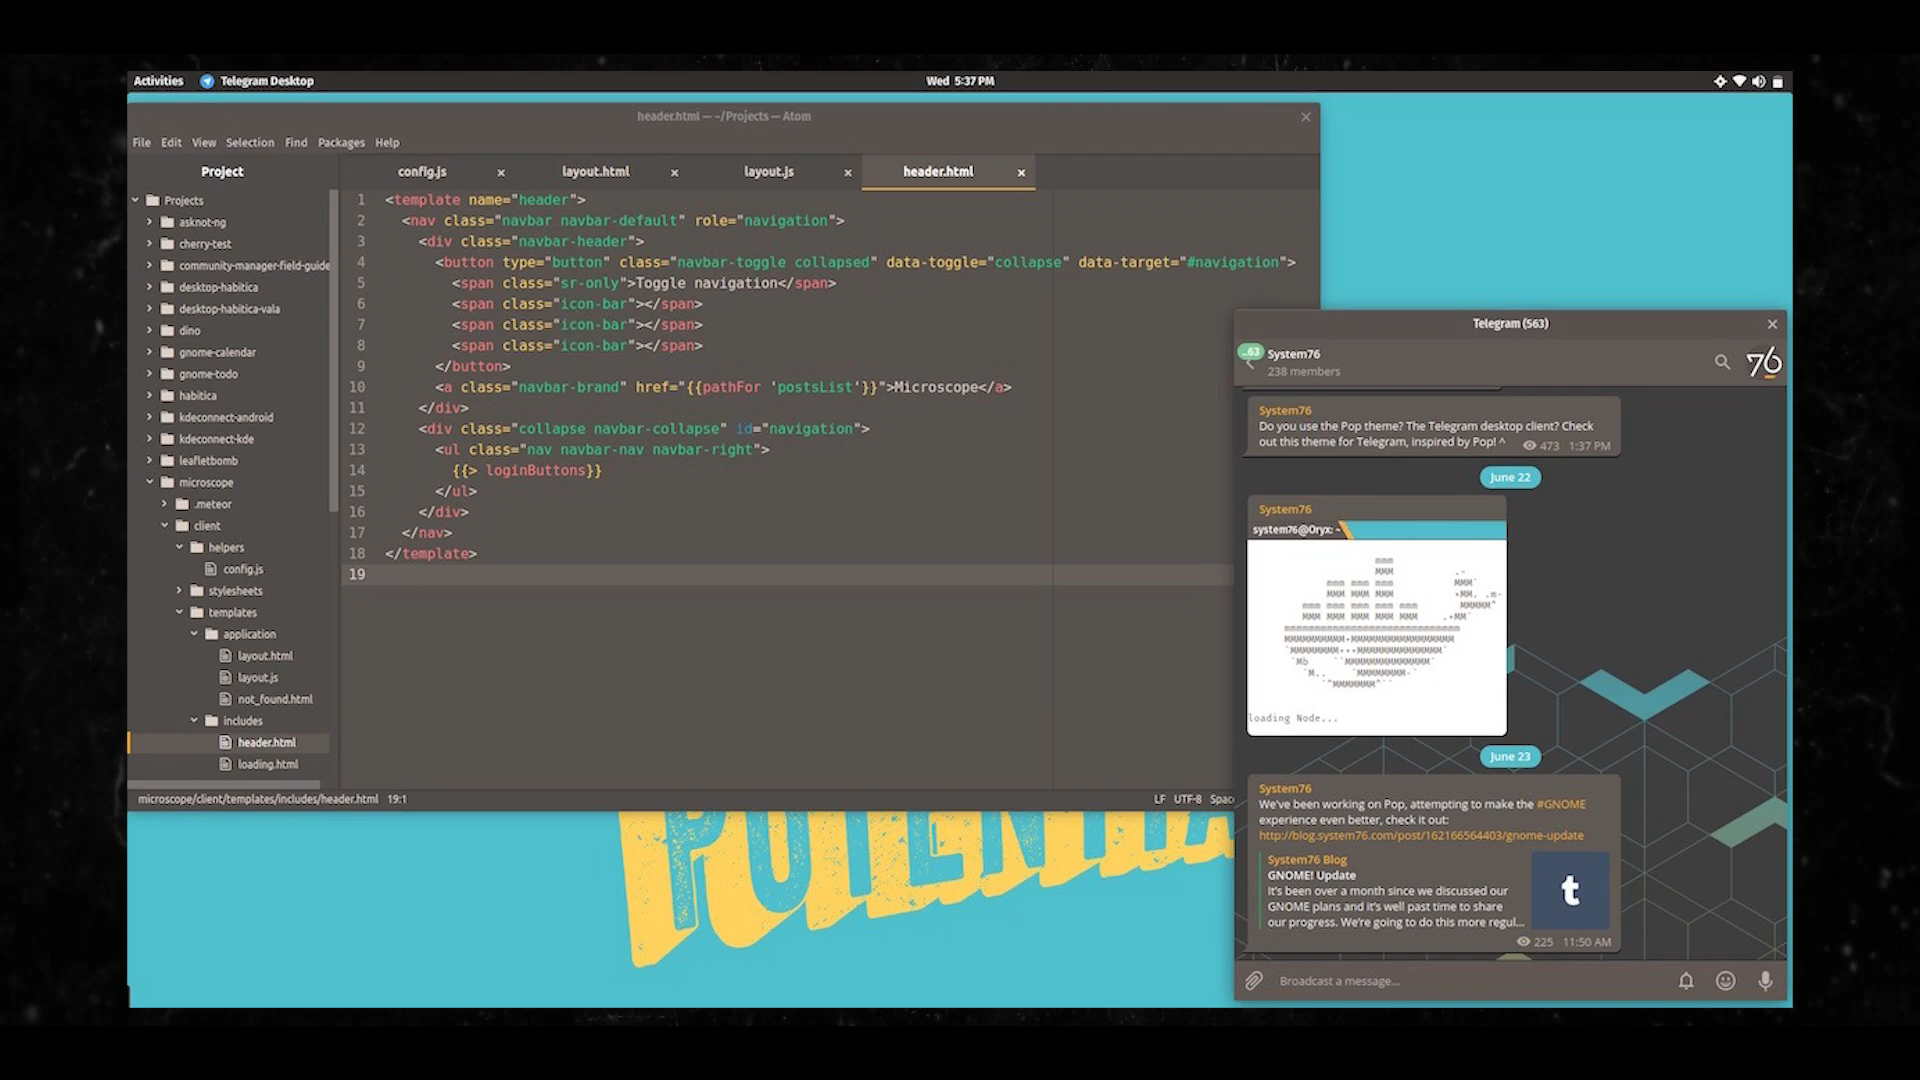 Activities
Telegram Desktop
Wed 5:37 PM
header.html — ~/Projects — Atom
File Edit View Selection Find Packages Help
Project
config.js
layout.html
layout.js
header.html
Projects
asknot-ng
cherry-test
community-manager-field-guide
desktop-habitica
desktop-habitica-vala
dino
gnome-calendar
gnome-todo
habitica
kdeconnect-android
kdeconnect-kde
leafletbomb
microscope
.meteor
client
helpers
config.js
stylesheets
templates
application
layout.html
layout.js
not_found.html
includes
header.html
loading.html
1 <template name="header">
2 <nav class="navbar navbar-default" role="navigation">
3 <div class="navbar-header">
4 <button type="button" class="navbar-toggle collapsed" data-toggle="collapse" data-target="#navigation">
5 <span class="sr-only">Toggle navigation</span>
6 <span class="icon-bar"></span>
7 <span class="icon-bar"></span>
8 <span class="icon-bar"></span>
9 </button>
10 <a class="navbar-brand" href="{{pathFor 'postsList'}}">Microscope</a>
11 </div>
12 <div class="collapse navbar-collapse" id="navigation">
13 <ul class="nav navbar-nav navbar-right">
14 {{> loginButtons}}
15 </ul>
16 </div>
17 </nav>
18 </template>
19
microscope/client/templates/includes/header.html 19:1
LF UTF-8 Spac
Telegram (563)
..63
System76
238 members
76
System76
Do you use the Pop theme? The Telegram desktop client? Check
out this theme for Telegram, inspired by Pop! ^
473 1:37 PM
June 22
System76
system76@Oryx: ~
loading Node...
June 23
System76
We've been working on Pop, attempting to make the #GNOME
experience even better, check it out:
http://blog.system76.com/post/162166564403/gnome-update
System76 Blog
GNOME! Update
It's been over a month since we discussed our
GNOME plans and it's well past time to share
our progress. We're going to do this more regul...
t
225 11:50 AM
Broadcast a message...